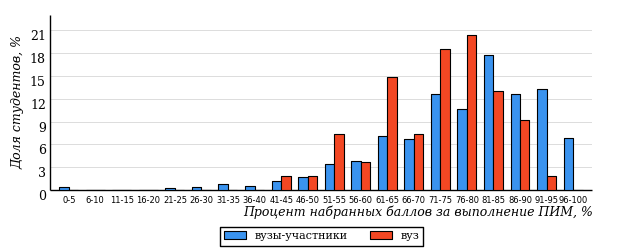 Доля студентов, %
21
18
15
12
9
6
3
0
0-5 6-10 11-15 16-20 21-25 26-30 31-35 36-40 41-45 46-50 51-55 56-60 61-65 66-70 71-75 76-80 81-85 86-90 91-95 96-100
Процент набранных баллов за выполнение ПИМ, %
вузы-участники вуз